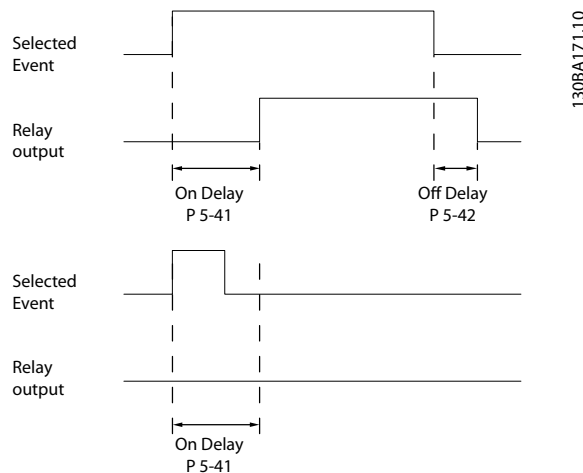 Selected
Event
130BA171.10
Relay
output
On Delay
P 5-41
Off Delay
P 5-42
Selected
Event
Relay
output
On Delay
P 5-41